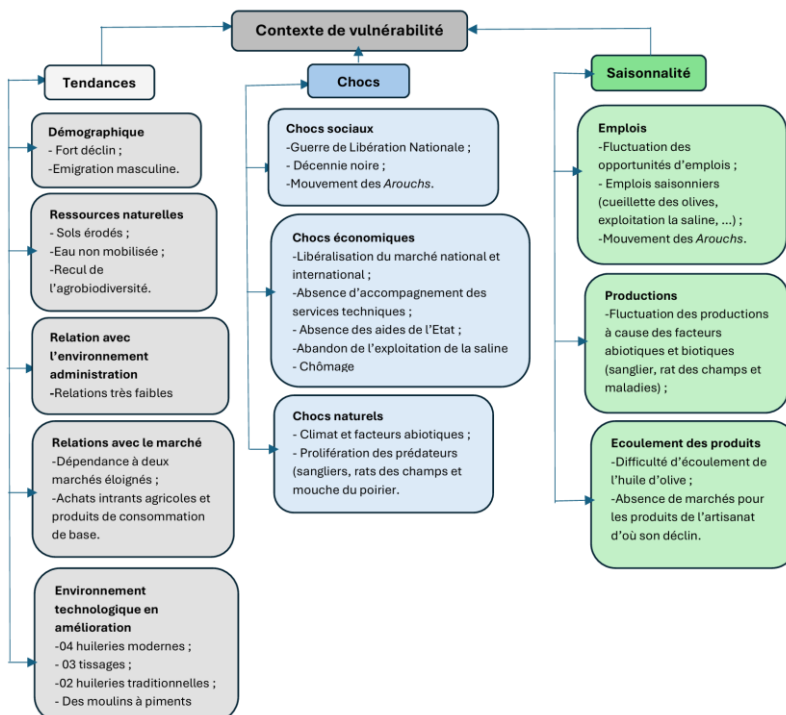 Contexte de vulnérabilité
Tendances
Démographique
- Fort déclin ;
-Emigration masculine.
Ressources naturelles
- Sols érodés ;
-Eau non mobilisée ;
- Recul de
l’agrobiodiversité.
Relation avec
l’environnement
administration
-Relations très faibles
Relations avec le marché
-Dépendance à deux
marchés éloignés ;
-Achats intrants agricoles et
produits de consommation
de base.
Environnement
technologique en
amélioration
-04 huileries modernes ;
- 03 tissages ;
-02 huileries traditionnelles ;
- Des moulins à piments
Chocs
Chocs sociaux
-Guerre de Libération Nationale ;
- Décennie noire ;
-Mouvement des Arouchs.
Chocs économiques
-Libéralisation du marché national et
international ;
-Absence d’accompagnement des
services techniques ;
- Absence des aides de l’Etat ;
-Abandon de l’exploitation de la saline
- Chômage
Chocs naturels
- Climat et facteurs abiotiques ;
- Prolifération des prédateurs
(sangliers, rats des champs et
mouche du poirier.
Saisonnalité
Emplois
-Fluctuation des
opportunités d’emplois ;
- Emplois saisonniers
(cueillette des olives,
exploitation la saline, ...) ;
-Mouvement des Arouchs.
Productions
-Fluctuation des productions
à cause des facteurs
abiotiques et biotiques
(sanglier, rat des champs et
maladies) ;
Ecoulement des produits
-Difficulté d’écoulement de
l’huile d’olive ;
-Absence de marchés pour
les produits de l’artisanat
d’où son déclin.